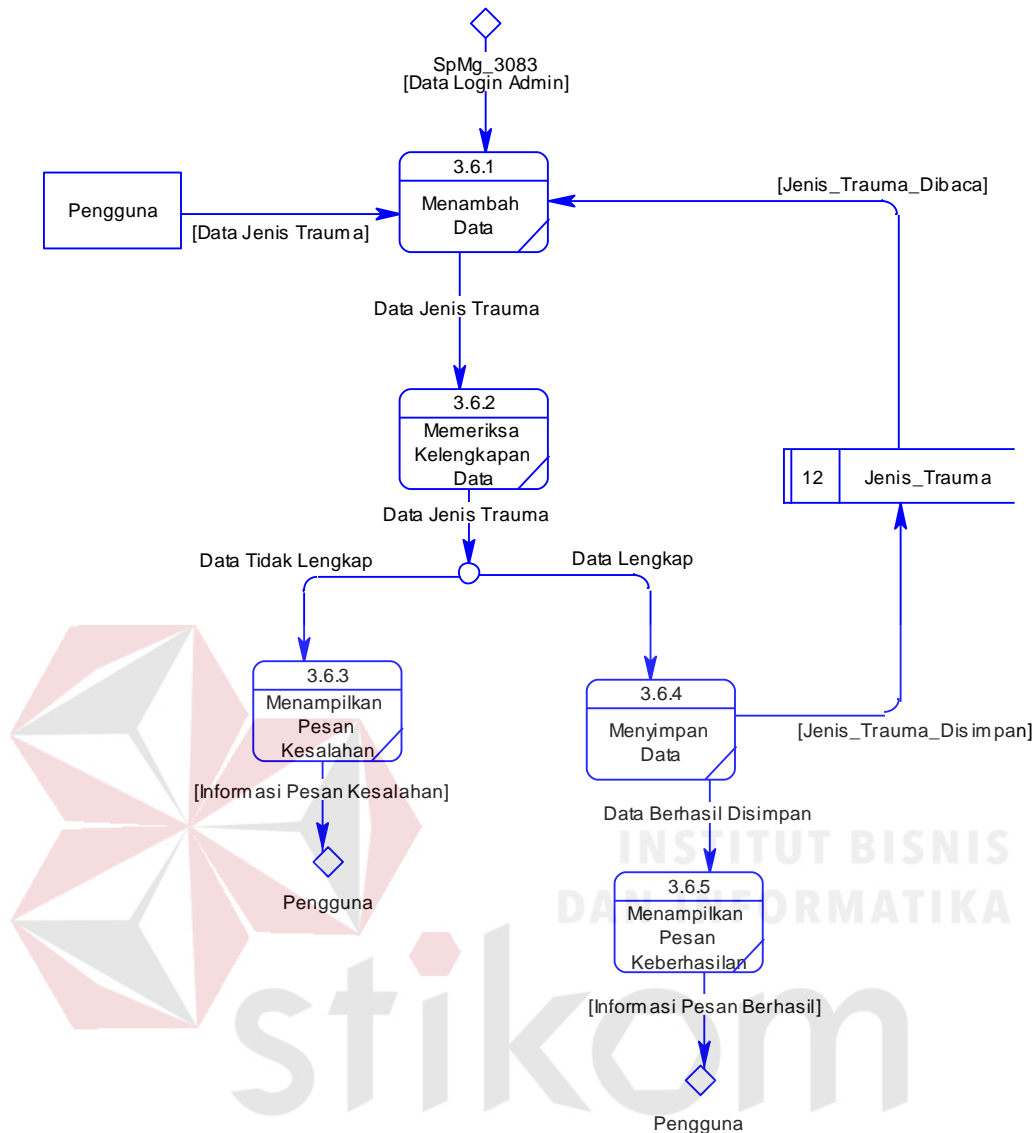 SpMg_3083
[Data Login Admin]
3.6.1
Menambah
Data
Pengguna
[Data Jenis Trauma]
[Jenis_Trauma_Dibaca]
Data Jenis Trauma
3.6.2
Memeriksa
Kelengkapan
Data
12
Jenis_Trauma
Data Jenis Trauma
Data Tidak Lengkap
Data Lengkap
3.6.3
Menampilkan
Pesan
Kesalahan
3.6.4
Menyimpan
Data
[Jenis_Trauma_Disimpan]
[Informasi Pesan Kesalahan]
Pengguna
Data Berhasil Disimpan
INSTITUT BISNIS
DAN INFORMATIKA
3.6.5
Menampilkan
Pesan
Keberhasilan
stikom
[Informasi Pesan Berhasil]
Pengguna